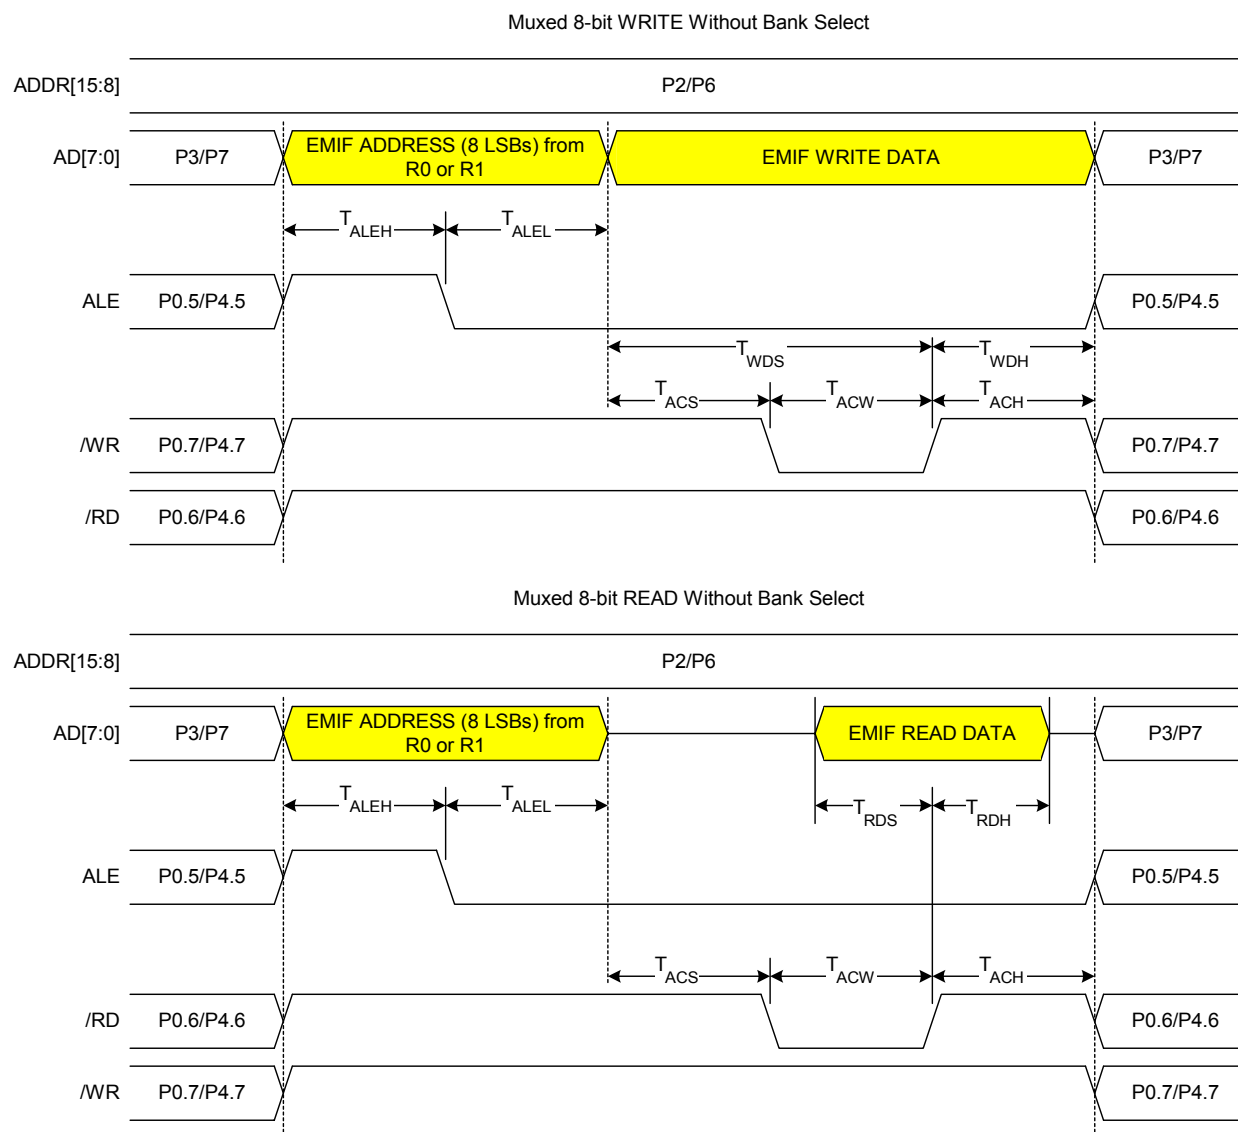 Muxed 8-bit WRITE Without Bank Select
ADDR[15:8] P2/P6
AD[7:0] P3/P7 EMIF ADDRESS (8 LSBs) from R0 or R1 EMIF WRITE DATA P3/P7
TALEH TALEL
ALE P0.5/P4.5 P0.5/P4.5
TWDS TWDH
TACS TACW TACH
/WR P0.7/P4.7 P0.7/P4.7
/RD P0.6/P4.6 P0.6/P4.6
Muxed 8-bit READ Without Bank Select
ADDR[15:8] P2/P6
AD[7:0] P3/P7 EMIF ADDRESS (8 LSBs) from R0 or R1 EMIF READ DATA P3/P7
TALEH TALEL TRDS TRDH
ALE P0.5/P4.5 P0.5/P4.5
TACS TACW TACH
/RD P0.6/P4.6 P0.6/P4.6
/WR P0.7/P4.7 P0.7/P4.7